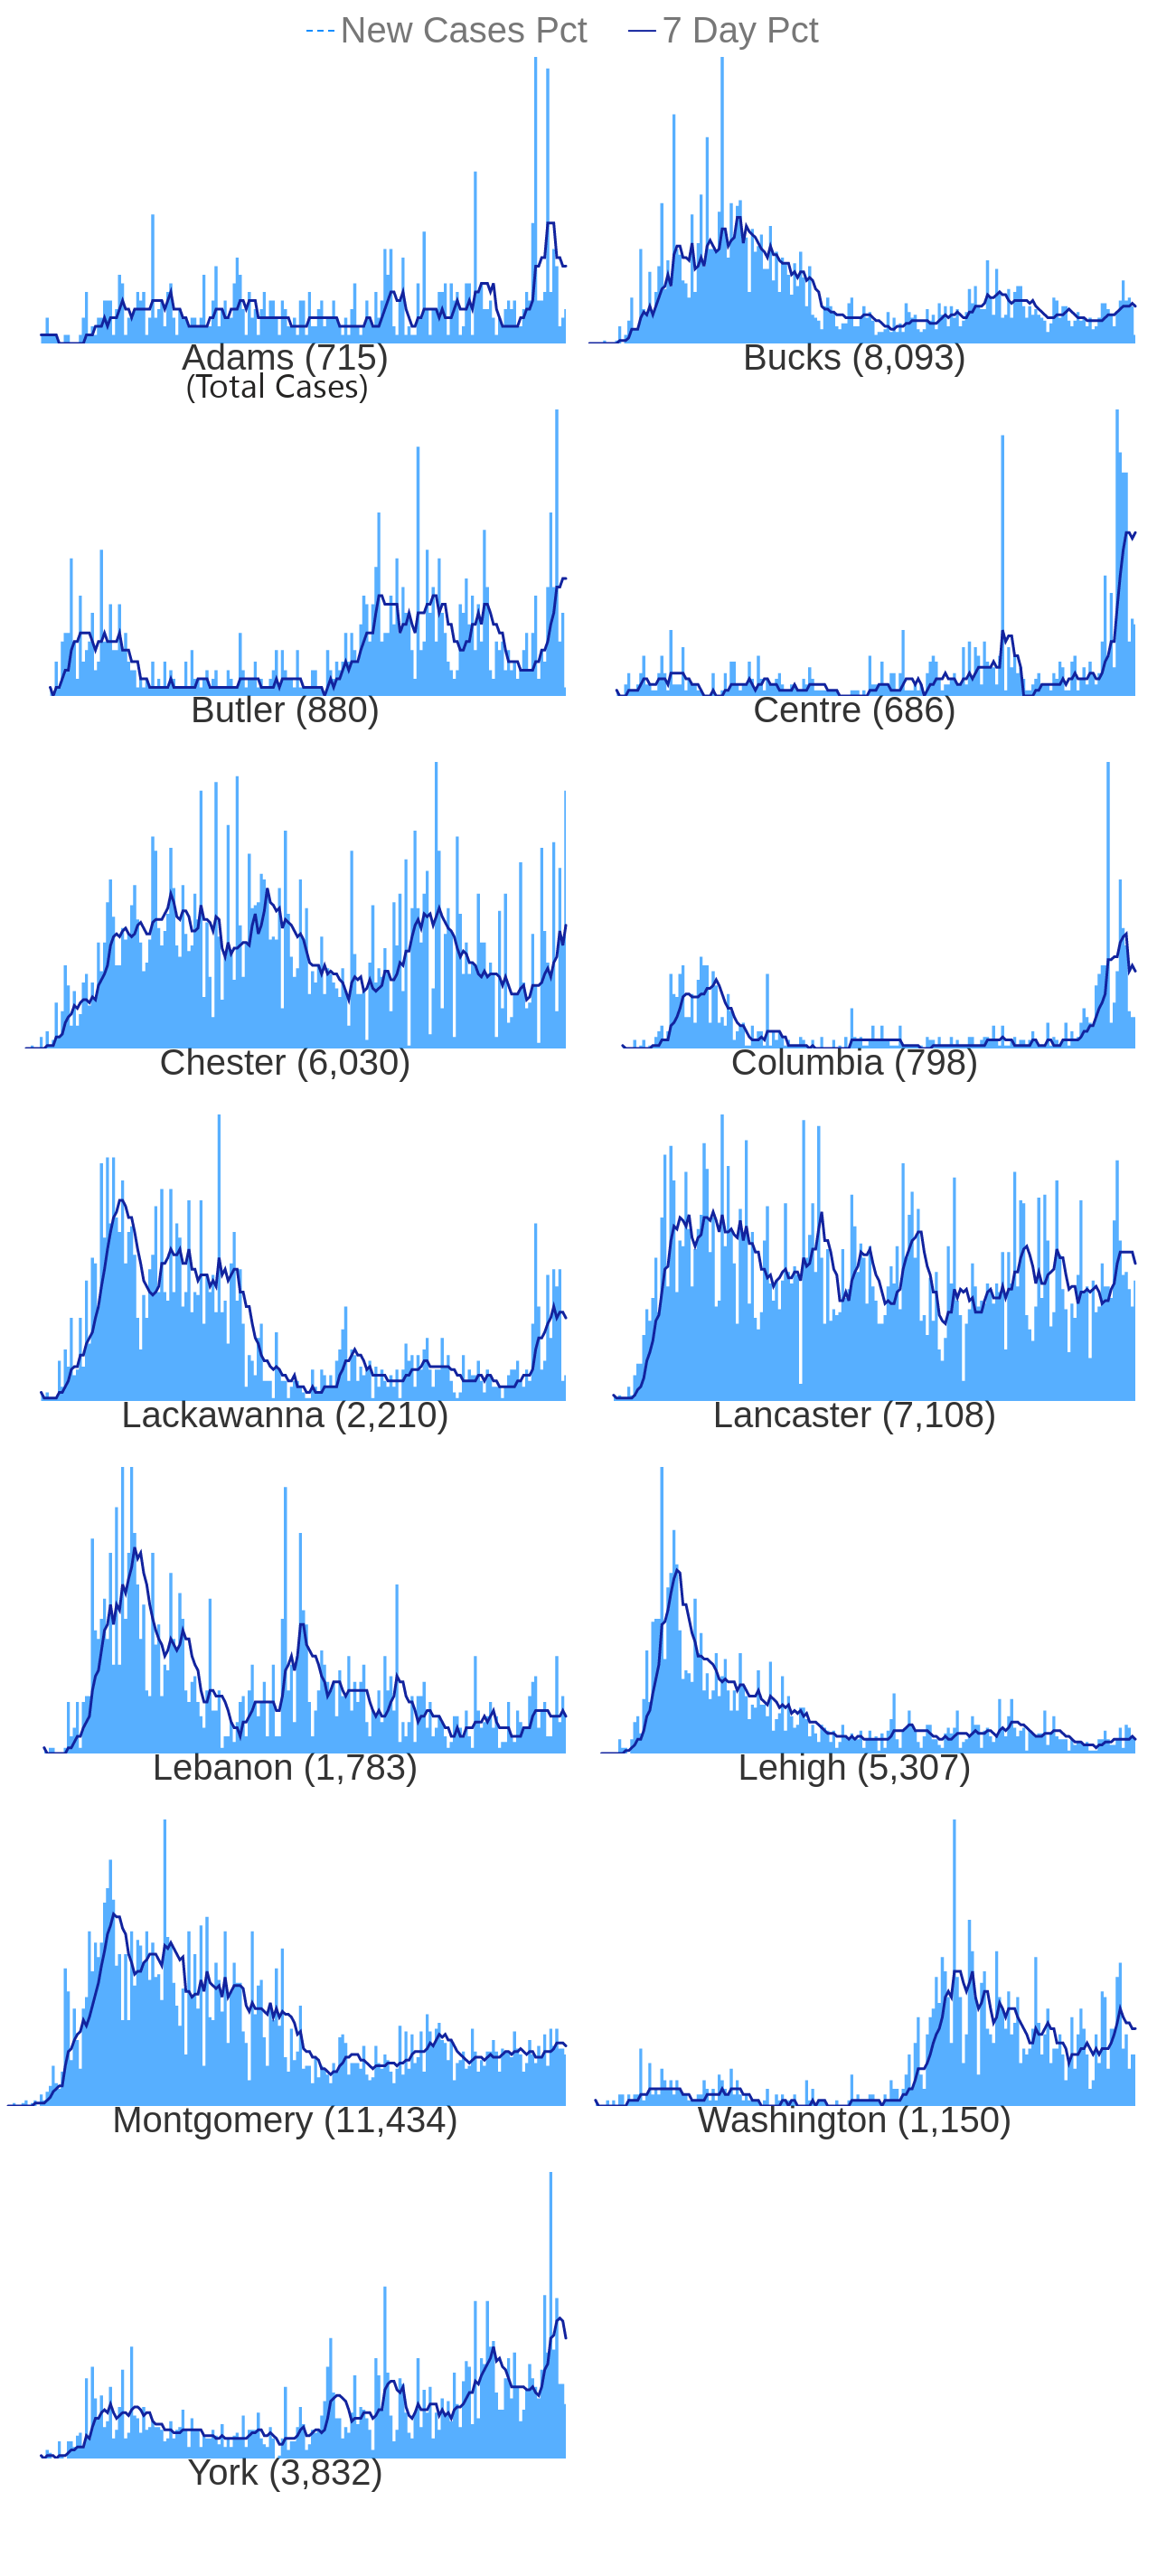 New Cases Pct 7 Day Pct
Adams (715) Bucks (8,093)
(Total Cases)
Butler (880) Centre (686)
Chester (6,030) Columbia (798)
Lackawanna (2,210) Lancaster (7,108)
Lebanon (1,783) Lehigh (5,307)
Montgomery (11,434) Washington (1,150)
York (3,832)